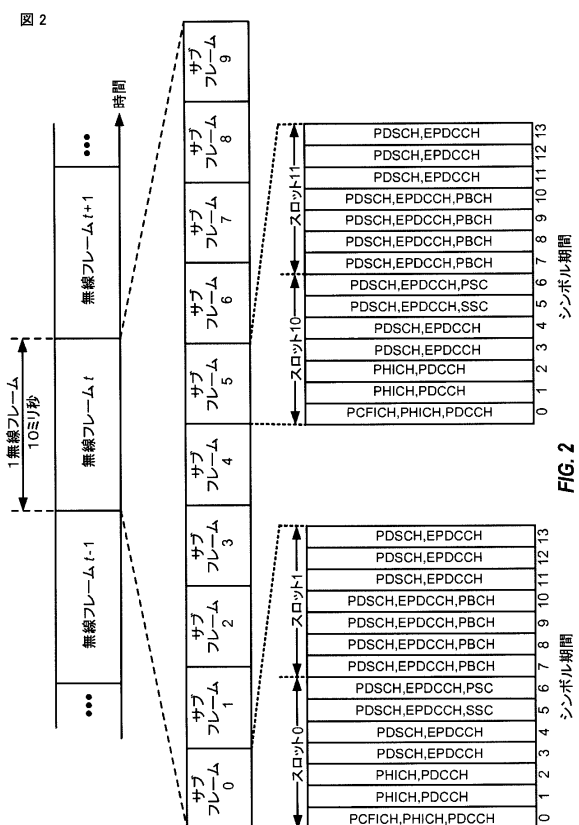 図 2
1無線フレーム
10ミリ秒
••• 無線フレーム t-1 無線フレーム t 無線フレーム t+1 •••
時間
サブフレーム 0
サブフレーム 1
サブフレーム 2
サブフレーム 3
サブフレーム 4
サブフレーム 5
サブフレーム 6
サブフレーム 7
サブフレーム 8
サブフレーム 9
スロット0 スロット1
PCFICH,PHICH,PDCCH
PHICH,PDCCH
PHICH,PDCCH
PDSCH,EPDCCH
PDSCH,EPDCCH
PDSCH,EPDCCH,SSC
PDSCH,EPDCCH,PSC
PDSCH,EPDCCH,PBCH
PDSCH,EPDCCH,PBCH
PDSCH,EPDCCH,PBCH
PDSCH,EPDCCH,PBCH
PDSCH,EPDCCH
PDSCH,EPDCCH
PDSCH,EPDCCH
0 1 2 3 4 5 6 7 8 9 10 11 12 13
シンボル期間
スロット10 スロット11
PCFICH,PHICH,PDCCH
PHICH,PDCCH
PHICH,PDCCH
PDSCH,EPDCCH
PDSCH,EPDCCH
PDSCH,EPDCCH,SSC
PDSCH,EPDCCH,PSC
PDSCH,EPDCCH,PBCH
PDSCH,EPDCCH,PBCH
PDSCH,EPDCCH,PBCH
PDSCH,EPDCCH,PBCH
PDSCH,EPDCCH
PDSCH,EPDCCH
PDSCH,EPDCCH
0 1 2 3 4 5 6 7 8 9 10 11 12 13
シンボル期間
FIG. 2